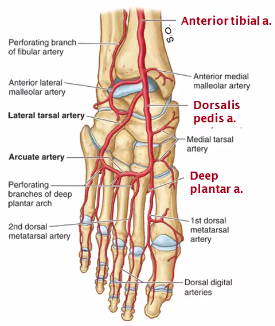 Anterior tibial a.
OS
Perforating branch
of fibular artery
Anterior lateral
malleolar artery
Anterior medial
malleolar artery
Lateral tarsal artery
Dorsalis
pedis a.
Medial tarsal
artery
Arcuate artery
Deep
plantar a.
Perforating
branches of deep
plantar arch
2nd dorsal
metatarsal artery
1st dorsal
metatarsal
artery
Dorsal digital
arteries